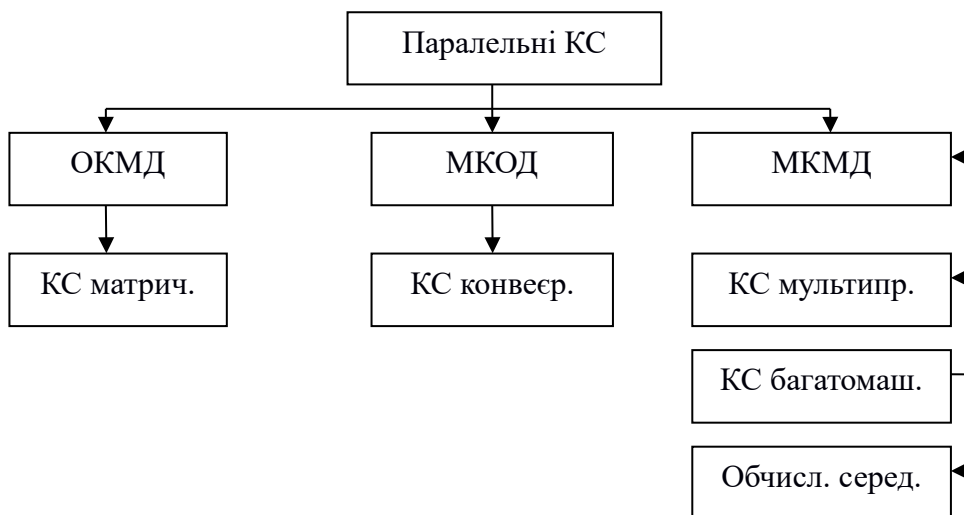 Паралельні КС
ОКМД
МКОД
МКМД
КС матрич.
КС конвеєр.
КС мультипр.
КС багатомаш.
Обчисл. серед.